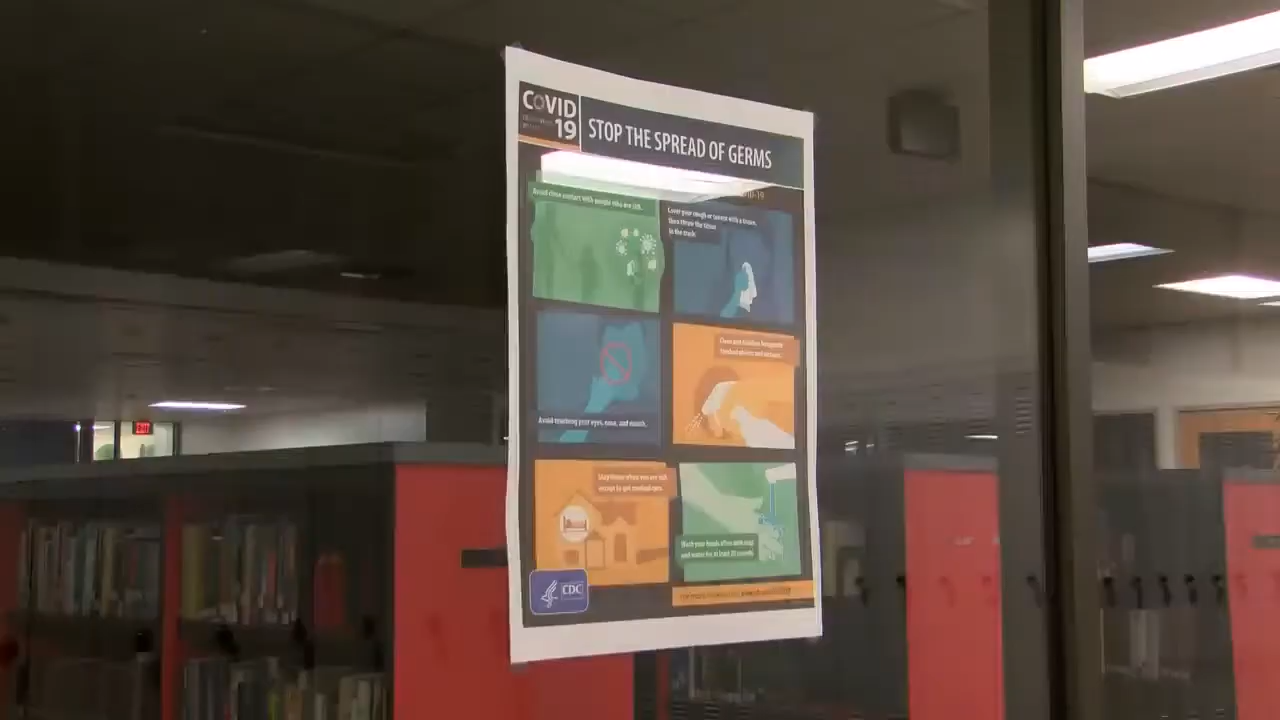 COVID
19
STOP THE SPREAD OF GERMS
Avoid close contact with people who are sick.
Cover your cough or sneeze with a tissue,
then throw the tissue
in the trash.
Avoid touching your eyes, nose, and mouth.
Clean and disinfect frequently
touched objects and surfaces.
Stay home when you are sick,
except to get medical care.
Wash your hands often with soap
and water for at least 20 seconds.
CDC
EXIT